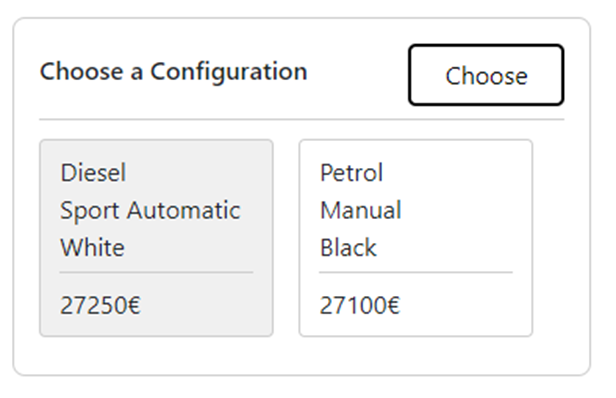 Choose a Configuration
Choose
Diesel
Sport Automatic
White
27250€
Petrol
Manual
Black
27100€